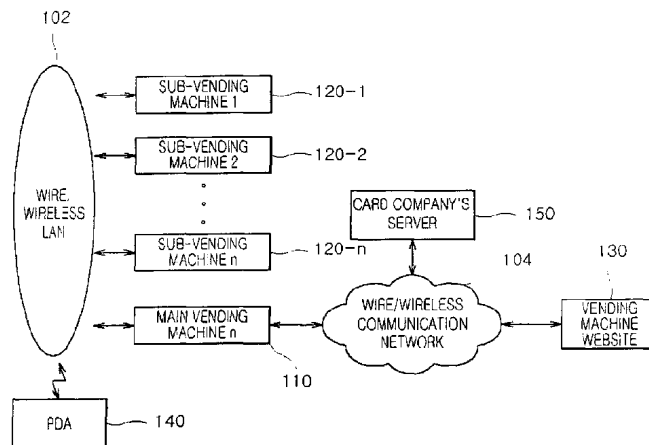 102
SUB-VENDING
MACHINE 1
120-1
SUB-VENDING
MACHINE 2
120-2
WIRE,
WIRELESS
LAN
CARD COMPANY'S
SERVER
150
SUB-VENDING
MACHINE n
120-n
104
130
MAIN VENDING
MACHINE n
110
WIRE/WIRELESS
COMMUNICATION
NETWORK
VENDING
MACHINE
WEBSITE
PDA
140